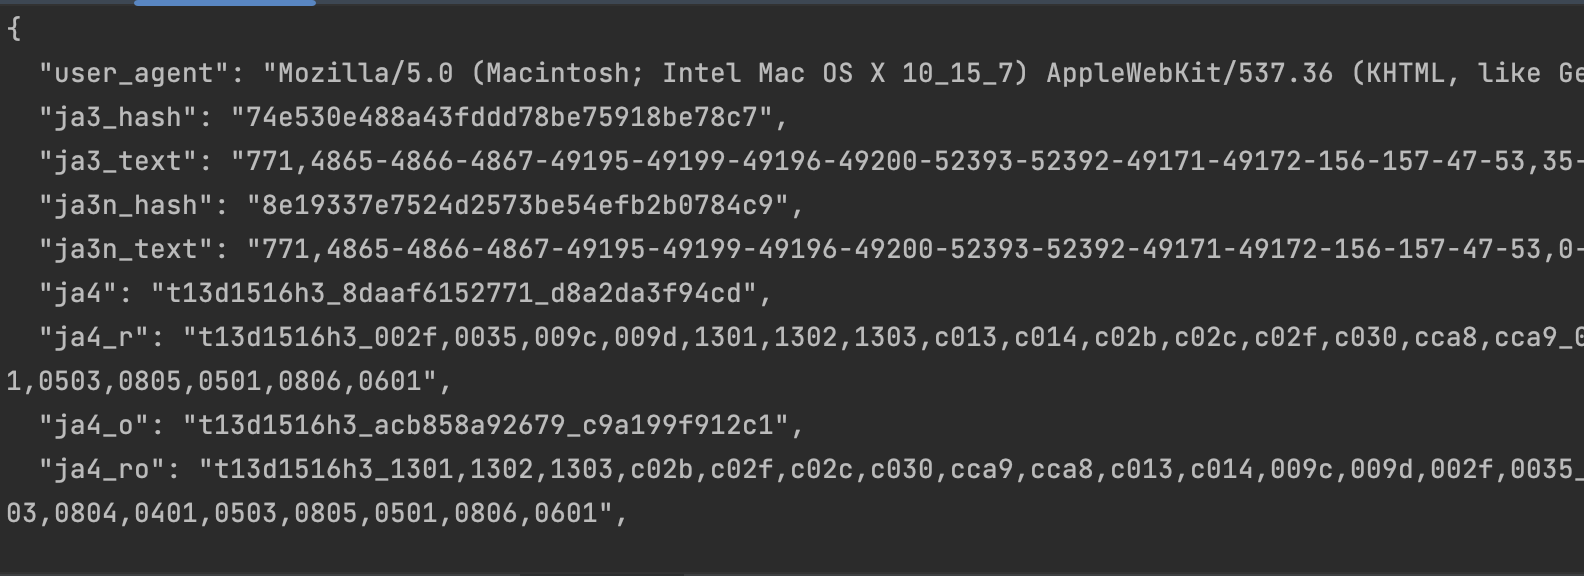 {
"user_agent": "Mozilla/5.0 (Macintosh; Intel Mac OS X 10_15_7) AppleWebKit/537.36 (KHTML, like Ge
"ja3_hash": "74e530e488a43fddd78be75918be78c7",
"ja3_text": "771,4865-4866-4867-49195-49199-49196-49200-52393-52392-49171-49172-156-157-47-53,35-
"ja3n_hash": "8e19337e7524d2573be54efb2b0784c9",
"ja3n_text": "771,4865-4866-4867-49195-49199-49196-49200-52393-52392-49171-49172-156-157-47-53,0-
"ja4": "t13d1516h3_8daaf6152771_d8a2da3f94cd",
"ja4_r": "t13d1516h3_002f,0035,009c,009d,1301,1302,1303,c013,c014,c02b,c02c,c02f,c030,cca8,cca9_0
1,0503,0805,0501,0806,0601",
"ja4_o": "t13d1516h3_acb858a92679_c9a199f912c1",
"ja4_ro": "t13d1516h3_1301,1302,1303,c02b,c02f,c02c,c030,cca9,cca8,c013,c014,009c,009d,002f,0035_
03,0804,0401,0503,0805,0501,0806,0601",